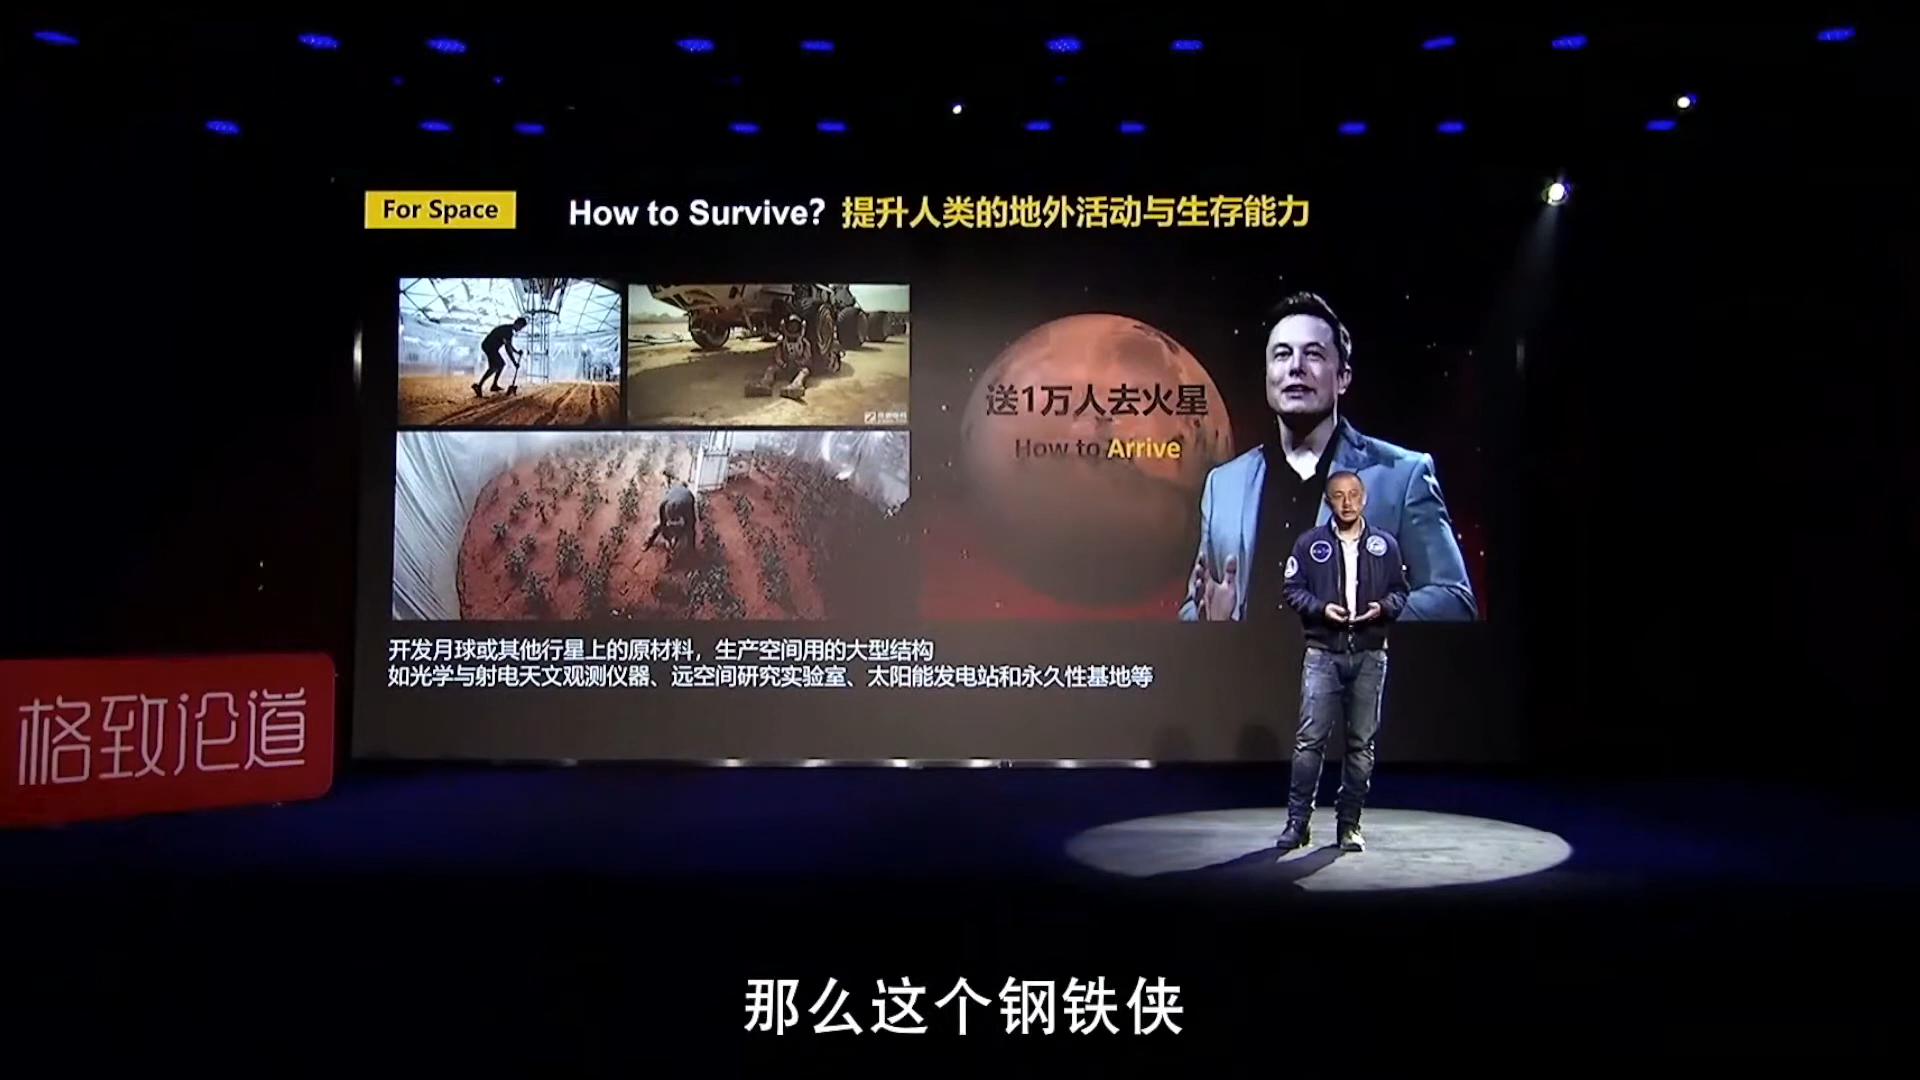 For Space
How to Survive? 提升人类的地外活动与生存能力
送1万人去火星
How to Arrive
开发月球或其他行星上的原材料，生产空间用的大型结构
如光学与射电天文观测仪器、远空间研究实验室、太阳能发电站和永久性基地等
格致论道
那么这个钢铁侠